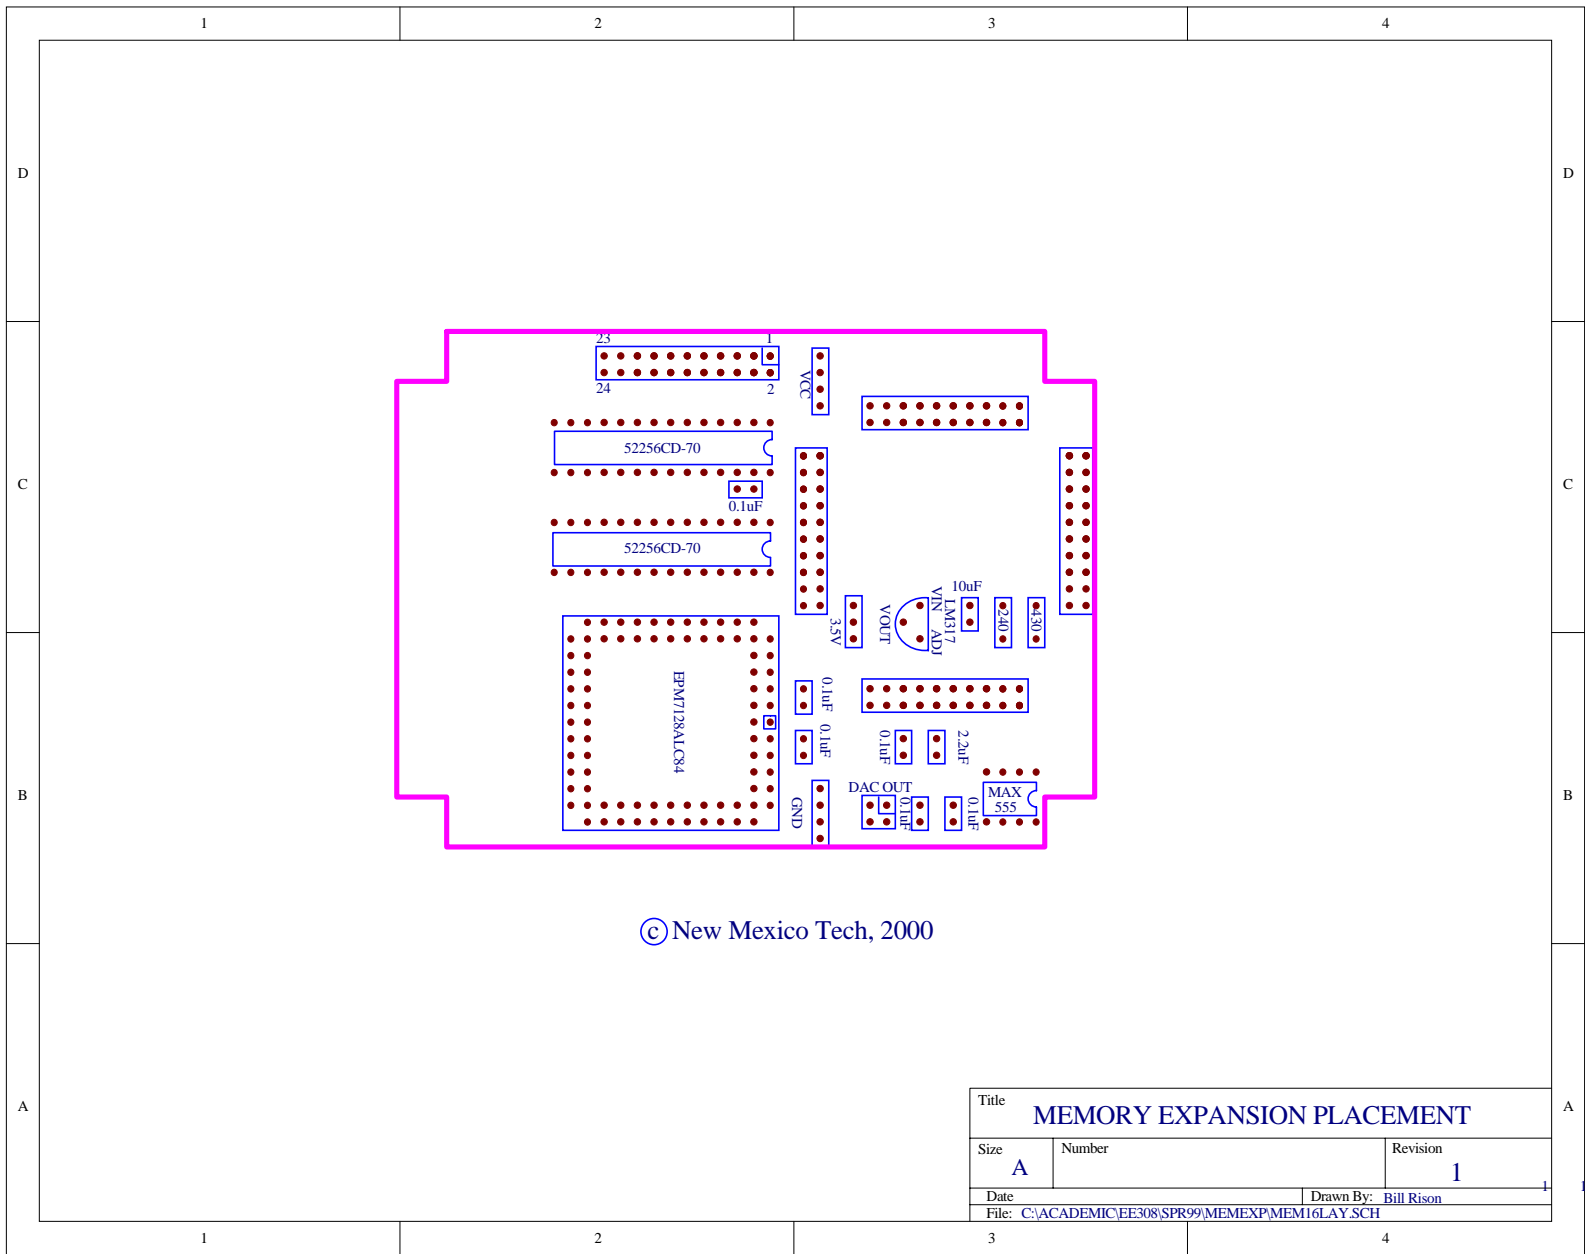 1 2 3 4
D D
23 1
24 2
VCC
52256CD-70
C C
0.1uF
52256CD-70
10uF
VIN
LM317
ADJ
VOUT
3.5V
240
430
EPM7128ALC84
0.1uF
0.1uF
0.1uF
2.2uF
B B
DAC OUT
GND
0.1uF
0.1uF
MAX
555
c New Mexico Tech, 2000
A A
Title
MEMORY EXPANSION PLACEMENT
Size
A
Number
Revision
1
1 1
Date
Drawn By: Bill Rison
File: C:\ACADEMIC\EE308\SPR99\MEMEXP\MEM16LAY.SCH
1 2 3 4